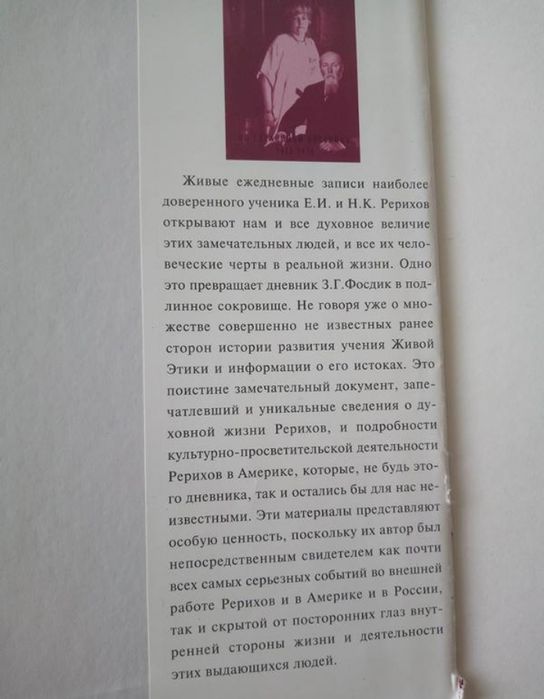 Живые ежедневные записи наиболее
доверенного ученика Е.И. и Н.К. Рерихов
открывают нам и все духовное величие
этих замечательных людей, и все их чело-
веческие черты в реальной жизни. Одно
это превращает дневник З.Г.Фосдик в под-
линное сокровище. Не говоря уже о мно-
жестве совершенно не известных ранее
сторон истории развития учения Живой
Этики и информации о его истоках. Это
поистине замечательный документ, запе-
чатлевший и уникальные сведения о ду-
ховной жизни Рерихов, и подробности
культурно-просветительской деятельности
Рерихов в Америке, которые, не будь это-
го дневника, так и остались бы для нас не-
известными. Эти материалы представляют
особую ценность, поскольку их автор был
непосредственным свидетелем как почти
всех самых серьезных событий во внешней
работе Рерихов и в Америке и в России,
так и скрытой от посторонних глаз внут-
ренней стороны жизни и деятельности
этих выдающихся людей.